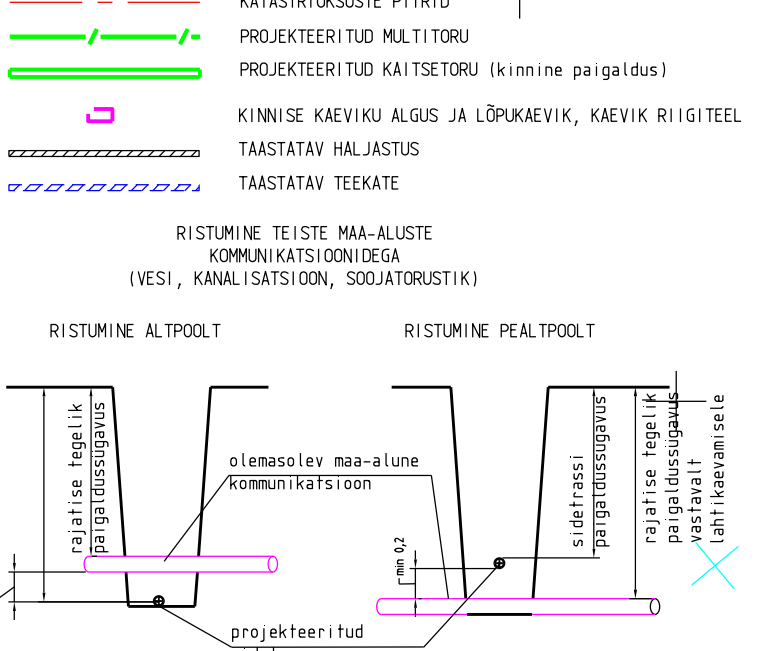 KATASTRIÜKSUSTE PIIRID
PROJEKTEERITUD MULTITORU
PROJEKTEERITUD KAITSETORU (kinnine paigaldus)
KINNISE KAEVIKU ALGUS JA LÕPUKAEVIK, KAEVIK RIIGITEEL
TAASTATAV HALJASTUS
TAASTATAV TEEKATE
RISTUMINE TEISTE MAA-ALUSTE
KOMMUNIKATSIOONIDEGA
(VESI, KANALISATSIOON, SOOJATORUSTIK)
RISTUMINE ALTPOOLT
RISTUMINE PEALTPOOLT
rajatise tegelik
paigaldussügavus
olemasolev maa-alune
kommunikatsioon
min 0,2
sidetrassi
paigaldussügavus
rajatise tegelik
paigaldussügavus
vastavalt
lahtikaevamisele
projekteeritud